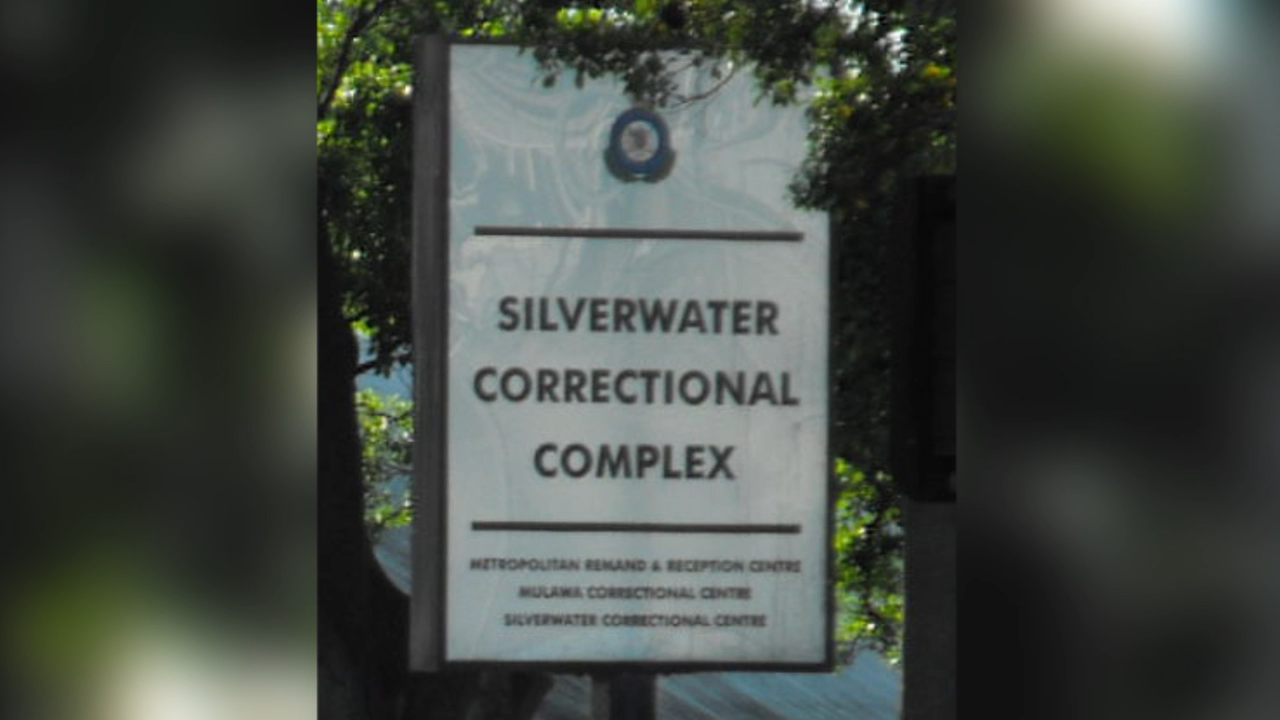 SILVERWATER
CORRECTIONAL
COMPLEX
METROPOLITAN REMAND & RECEPTION CENTRE
MULAWA CORRECTIONAL CENTRE
SILVERWATER CORRECTIONAL CENTRE